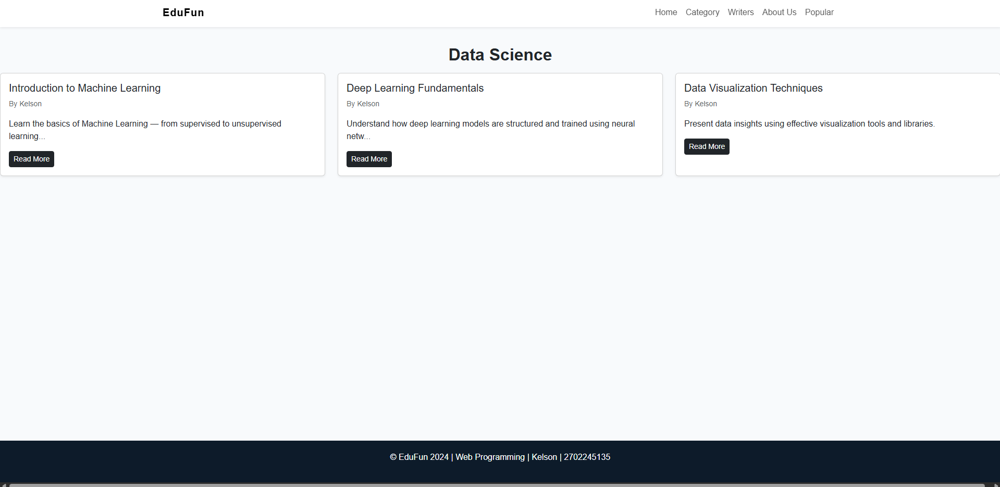 EduFun
Home Category Writers About Us Popular
Data Science
Introduction to Machine Learning
By Kelson
Learn the basics of Machine Learning — from supervised to unsupervised
learning...
Read More
Deep Learning Fundamentals
By Kelson
Understand how deep learning models are structured and trained using neural
netw...
Read More
Data Visualization Techniques
By Kelson
Present data insights using effective visualization tools and libraries.
Read More
© EduFun 2024 | Web Programming | Kelson | 2702245135